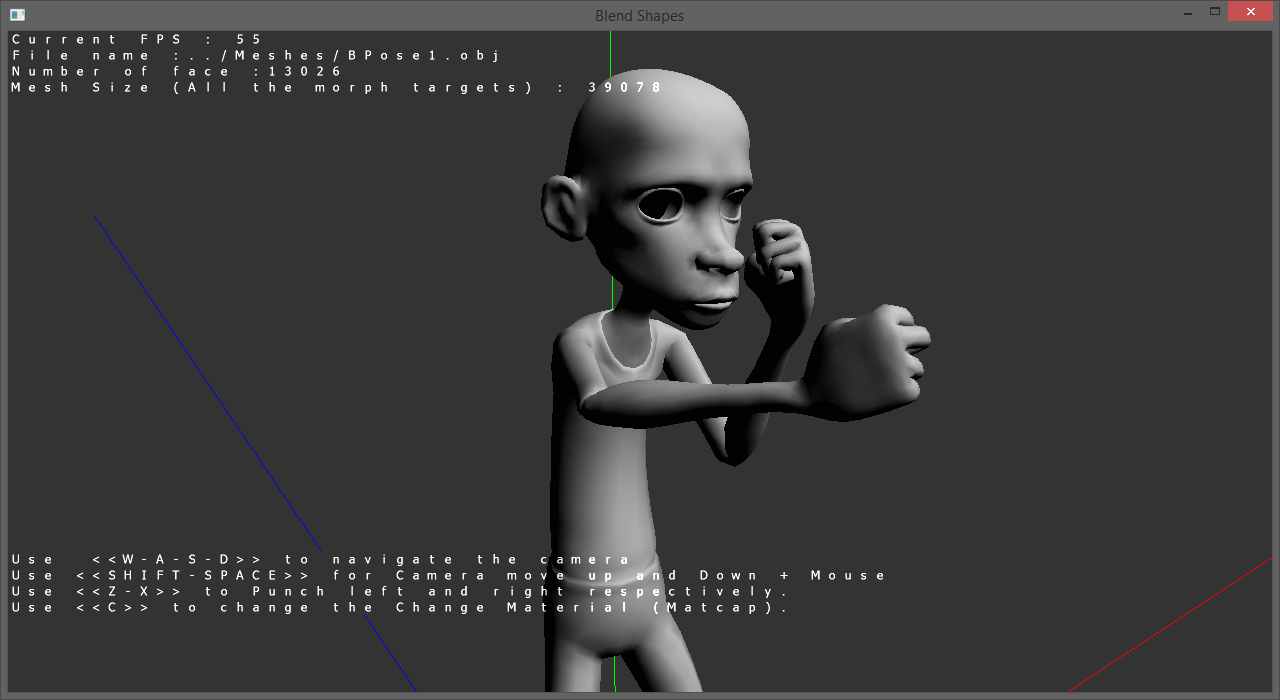 Blend Shapes
Current FPS : 55
File name :../Meshes/BPose1.obj
Number of face :13026
Mesh Size (All the morph targets) : 39078
Use <<W-A-S-D>> to navigate the camera
Use <<SHIFT-SPACE>> for Camera move up and Down + Mouse
Use <<Z-X>> to Punch left and right respectively.
Use <<C>> to change the Change Material (Matcap).